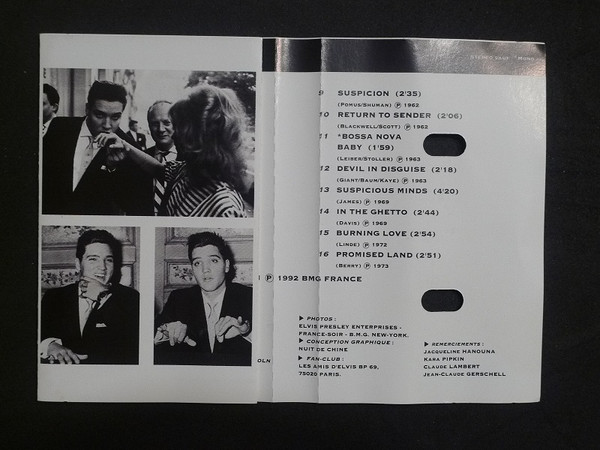 9 SUSPICION (2'35)
(POMUS/SHUMAN) Ⓟ 1962
10 RETURN TO SENDER (2'06)
(BLACKWELL/SCOTT) Ⓟ 1962
11 *BOSSA NOVA
BABY (1'59)
(LEIBER/STOLLER) Ⓟ 1963
12 DEVIL IN DISGUISE (2'18)
(GIANT/BAUM/KAYE) Ⓟ 1963
13 SUSPICIOUS MINDS (4'20)
(JAMES) Ⓟ 1969
14 IN THE GHETTO (2'44)
(DAVIS) Ⓟ 1969
15 BURNING LOVE (2'54)
(LINDE) Ⓟ 1972
16 PROMISED LAND (2'51)
(BERRY) Ⓟ 1973
Ⓟ 1992 BMG FRANCE
▶ PHOTOS :
ELVIS PRESLEY ENTERPRISES -
FRANCE-SOIR - B.M.G. NEW-YORK.
▶ CONCEPTION GRAPHIQUE :
NUIT DE CHINE
OLN
▶ FAN-CLUB :
LES AMIS D'ELVIS BP 69,
75020 PARIS.
▶ REMERCIEMENTS :
JACQUELINE HANOUNA
KARA PIPKIN
CLAUDE LAMBERT
JEAN-CLAUDE GERSCHELL